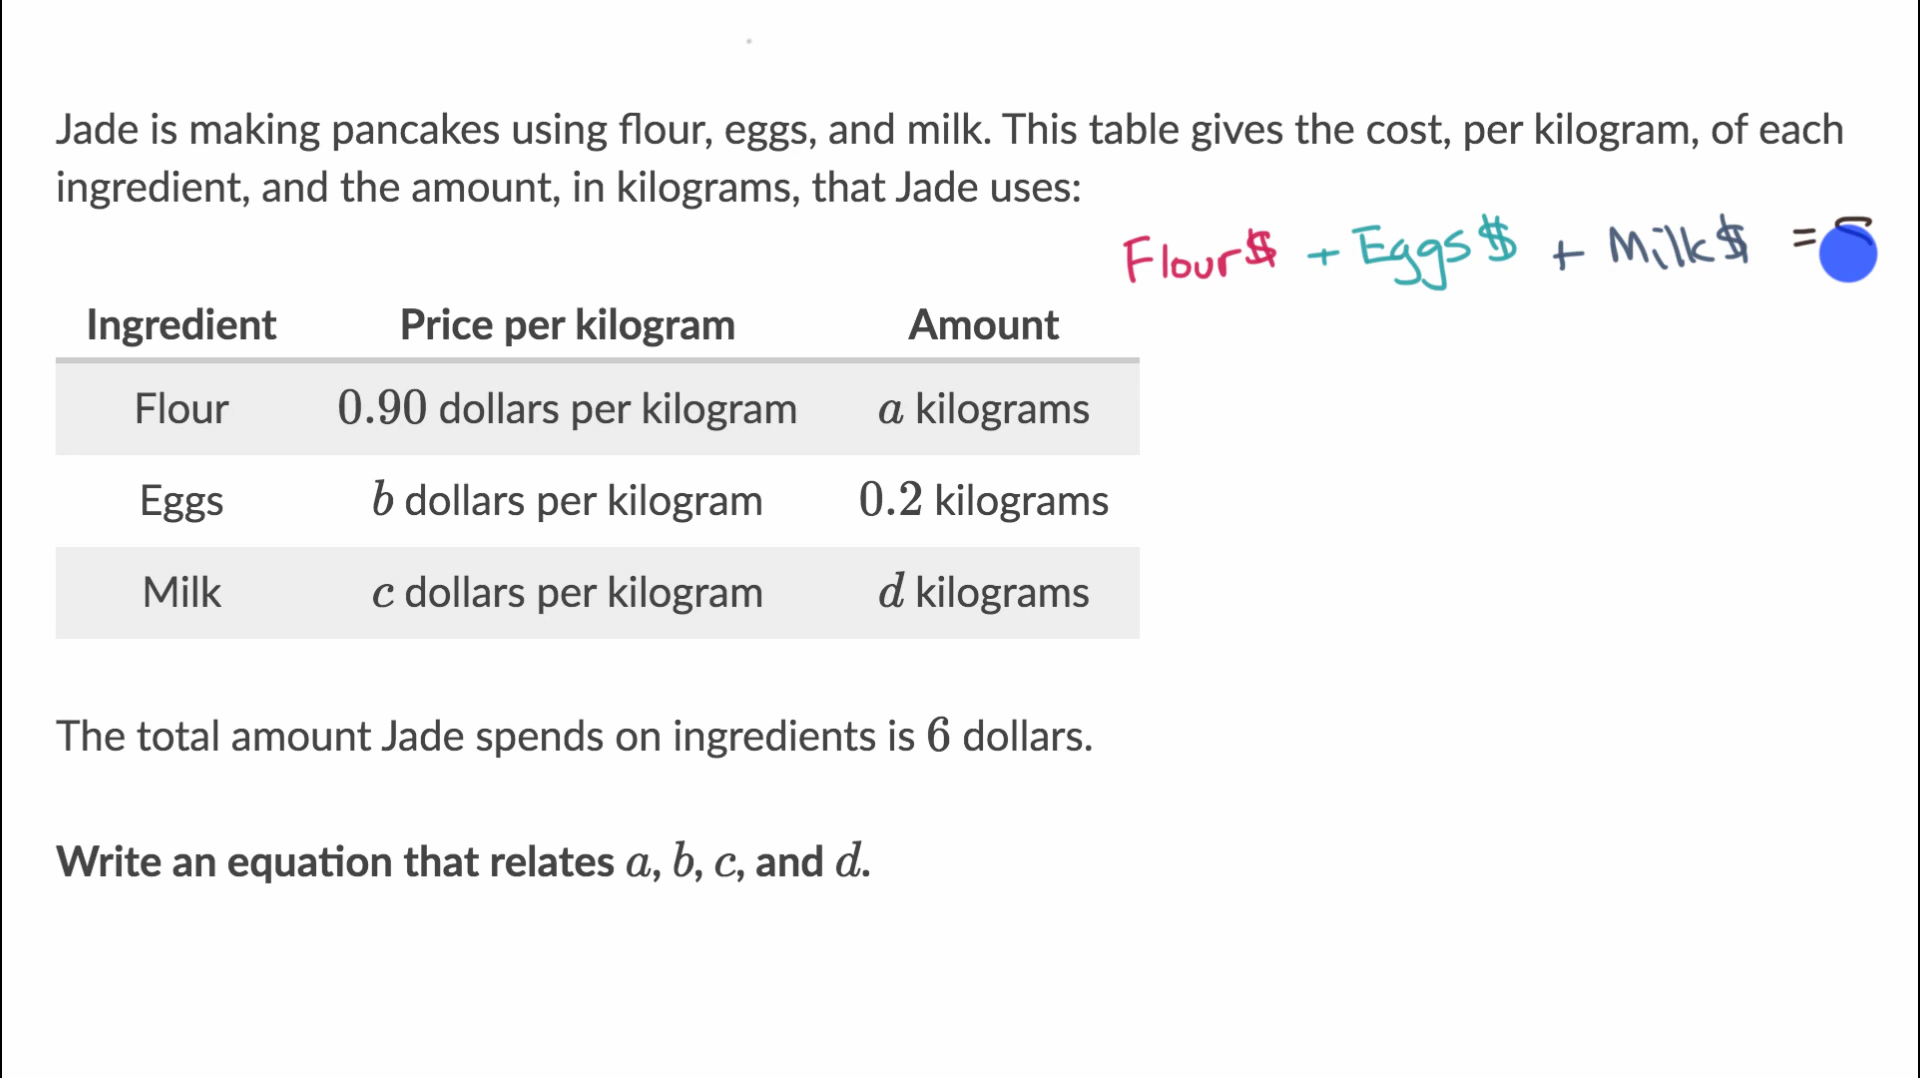 Jade is making pancakes using flour, eggs, and milk. This table gives the cost, per kilogram, of each
ingredient, and the amount, in kilograms, that Jade uses:
Flour$ + Eggs$ + Milk$ =
Ingredient Price per kilogram Amount
Flour 0.90 dollars per kilogram a kilograms
Eggs b dollars per kilogram 0.2 kilograms
Milk c dollars per kilogram d kilograms
The total amount Jade spends on ingredients is 6 dollars.
Write an equation that relates a, b, c, and d.